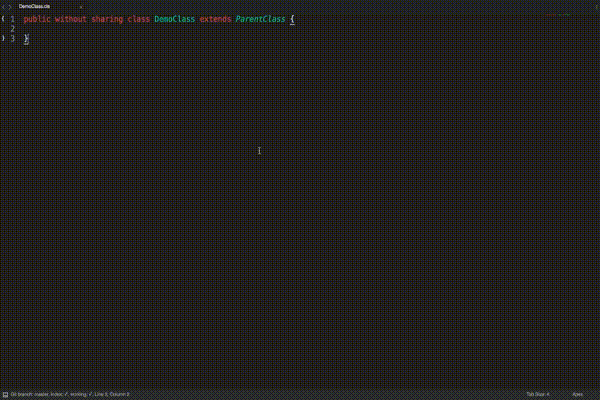 DemoClass.cls
1 public without sharing class DemoClass extends ParentClass {
2
3 }
Git branch: master, index: ✓, working: ✓, Line 3, Column 2
Tab Size: 4 Apex